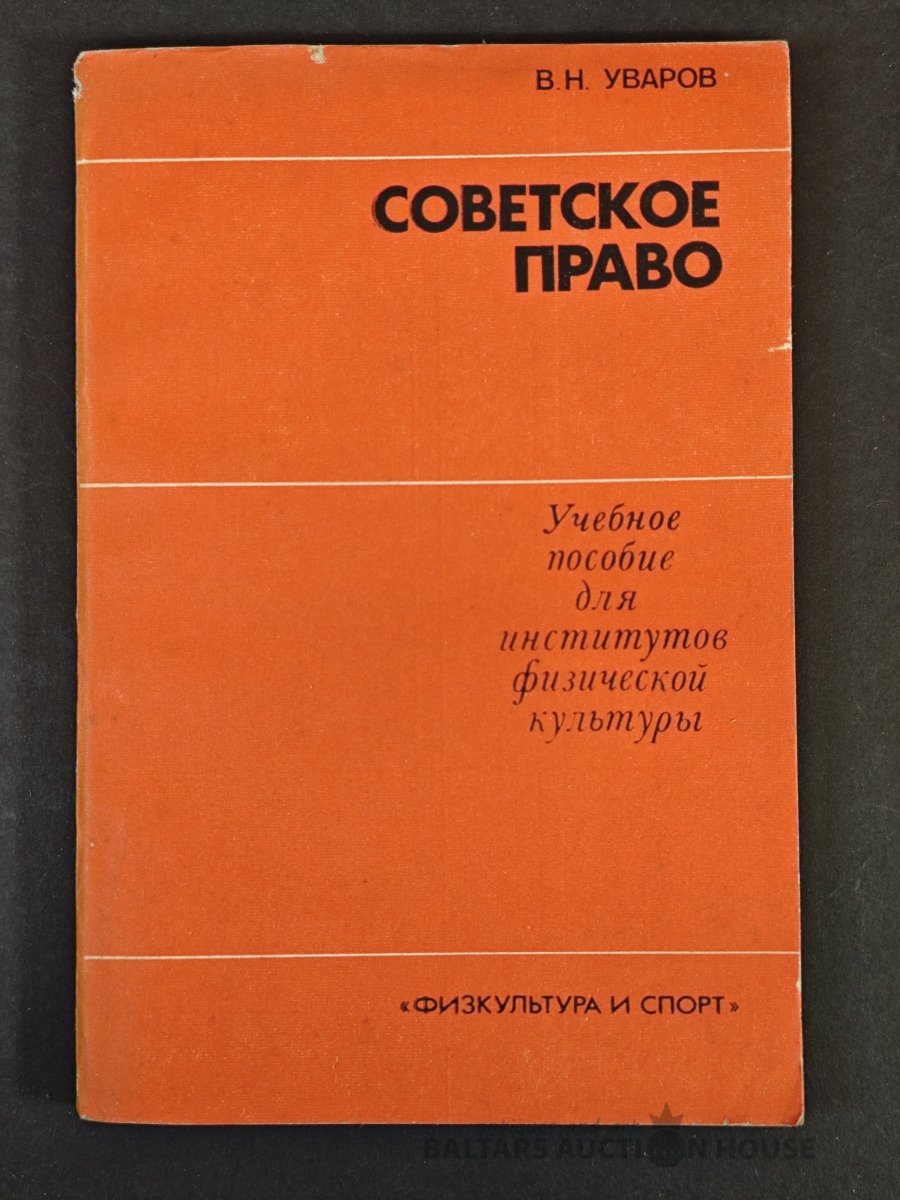 В.Н. УВАРОВ
СОВЕТСКОЕ
ПРАВО
Учебное
пособие
для
институтов
физической
культуры
«ФИЗКУЛЬТУРА И СПОРТ»
BALTARS AUCTION HOUSE